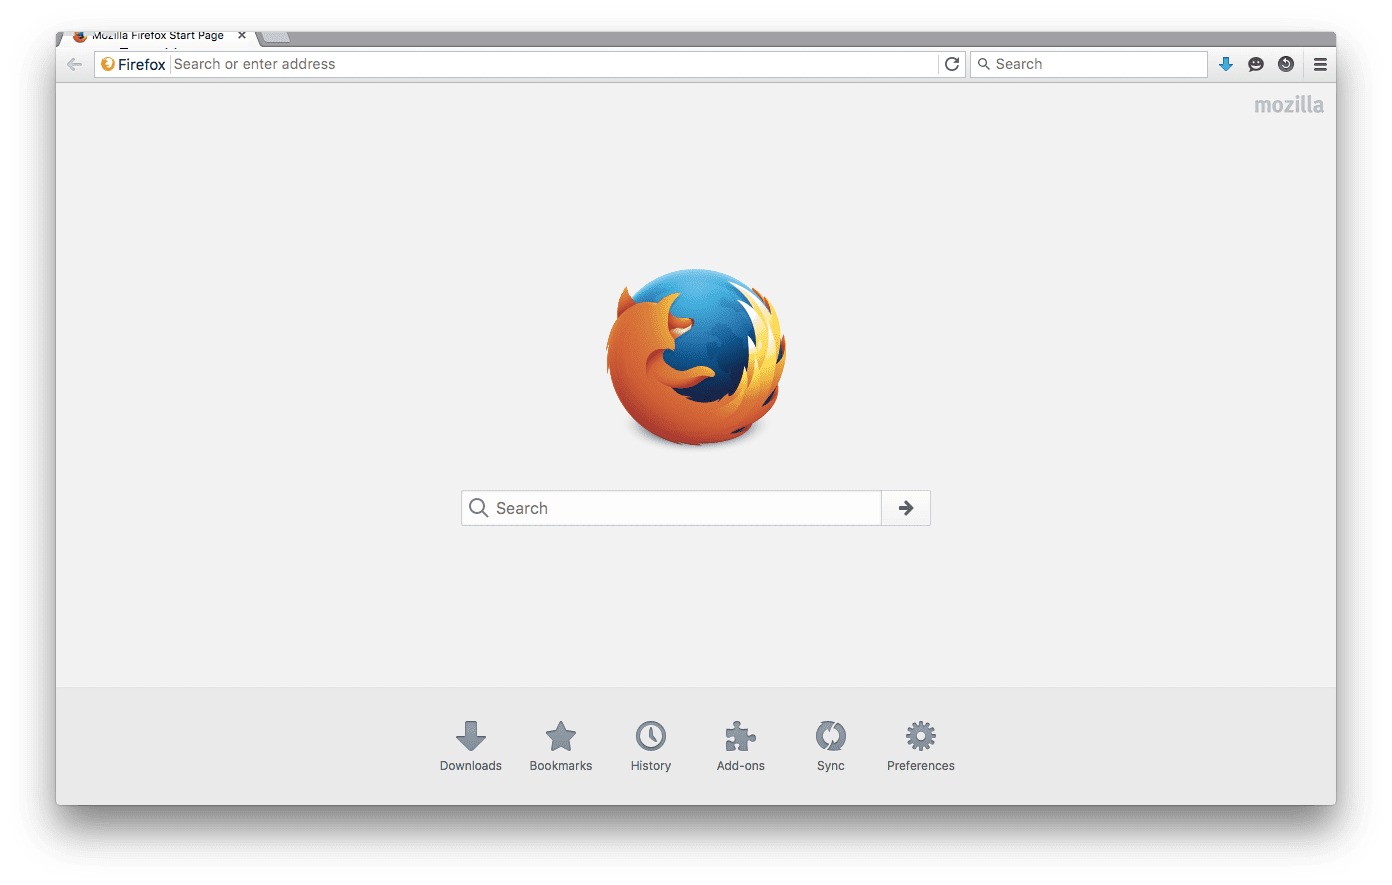 Mozilla Firefox Start Page
Firefox Search or enter address
Search
mozilla
Search
Downloads Bookmarks History Add-ons Sync Preferences